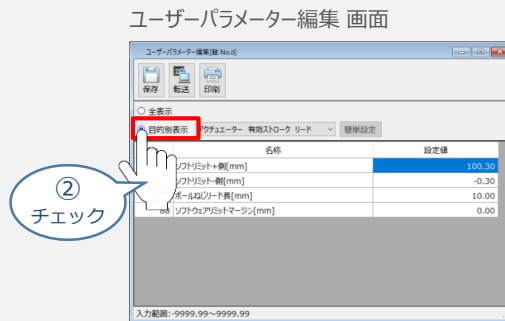 ユーザーパラメーター編集 画面
ユーザーパラメーター編集[軸 No.0]
保存 転送 印刷
全表示
目的別表示 アクチュエーター 有効ストローク リード 簡単設定
名称 設定値
ソフトリミット+側[mm] 100.30
ソフトリミット-側[mm] -0.30
ボールねじリード長[mm] 10.00
88 ソフトウェアリミットマージン[mm] 0.00
②
チェック
入力範囲:-9999.99～9999.99